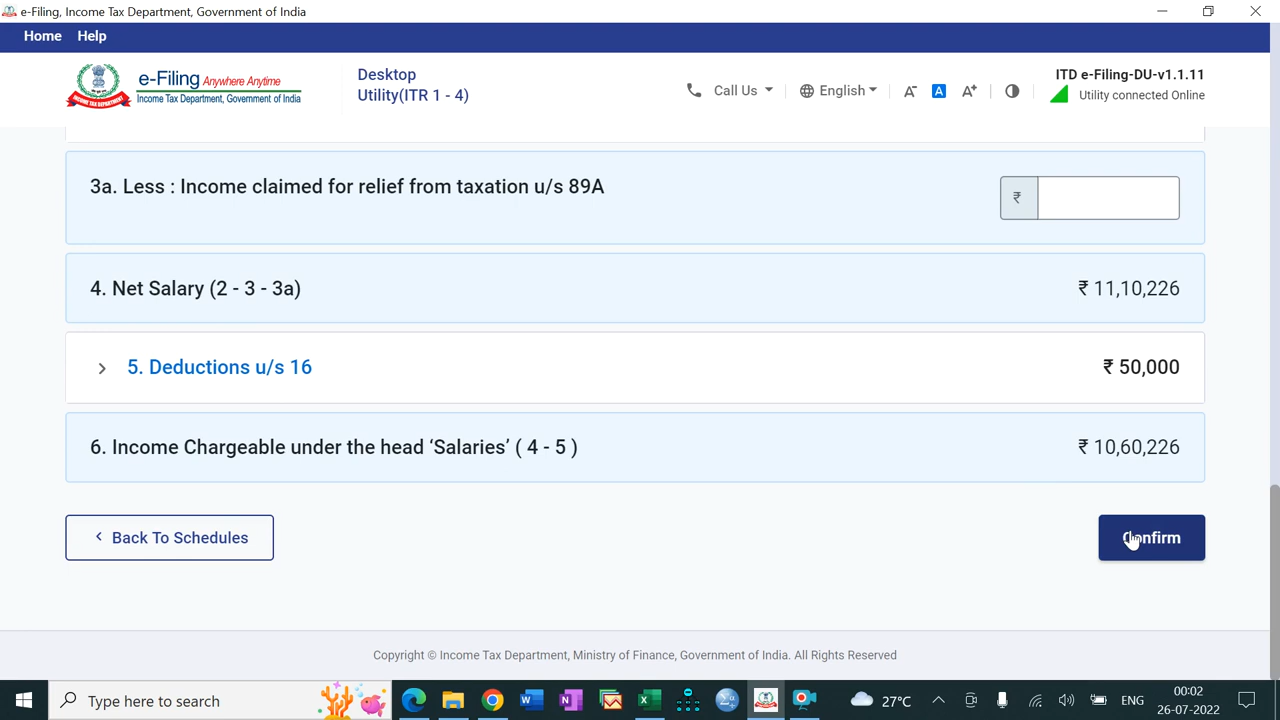 e-Filing, Income Tax Department, Government of India
Home Help
e-Filing Anywhere Anytime
Income Tax Department, Government of India
Desktop
Utility(ITR 1 - 4)
Call Us
English
A-
A
A+
ITD e-Filing-DU-v1.1.11
Utility connected Online
3a. Less : Income claimed for relief from taxation u/s 89A
₹
4. Net Salary (2 - 3 - 3a) ₹ 11,10,226
5. Deductions u/s 16 ₹ 50,000
6. Income Chargeable under the head ‘Salaries’ ( 4 - 5 ) ₹ 10,60,226
Back To Schedules
Confirm
Copyright © Income Tax Department, Ministry of Finance, Government of India. All Rights Reserved
Type here to search
27°C
ENG
00:02
26-07-2022